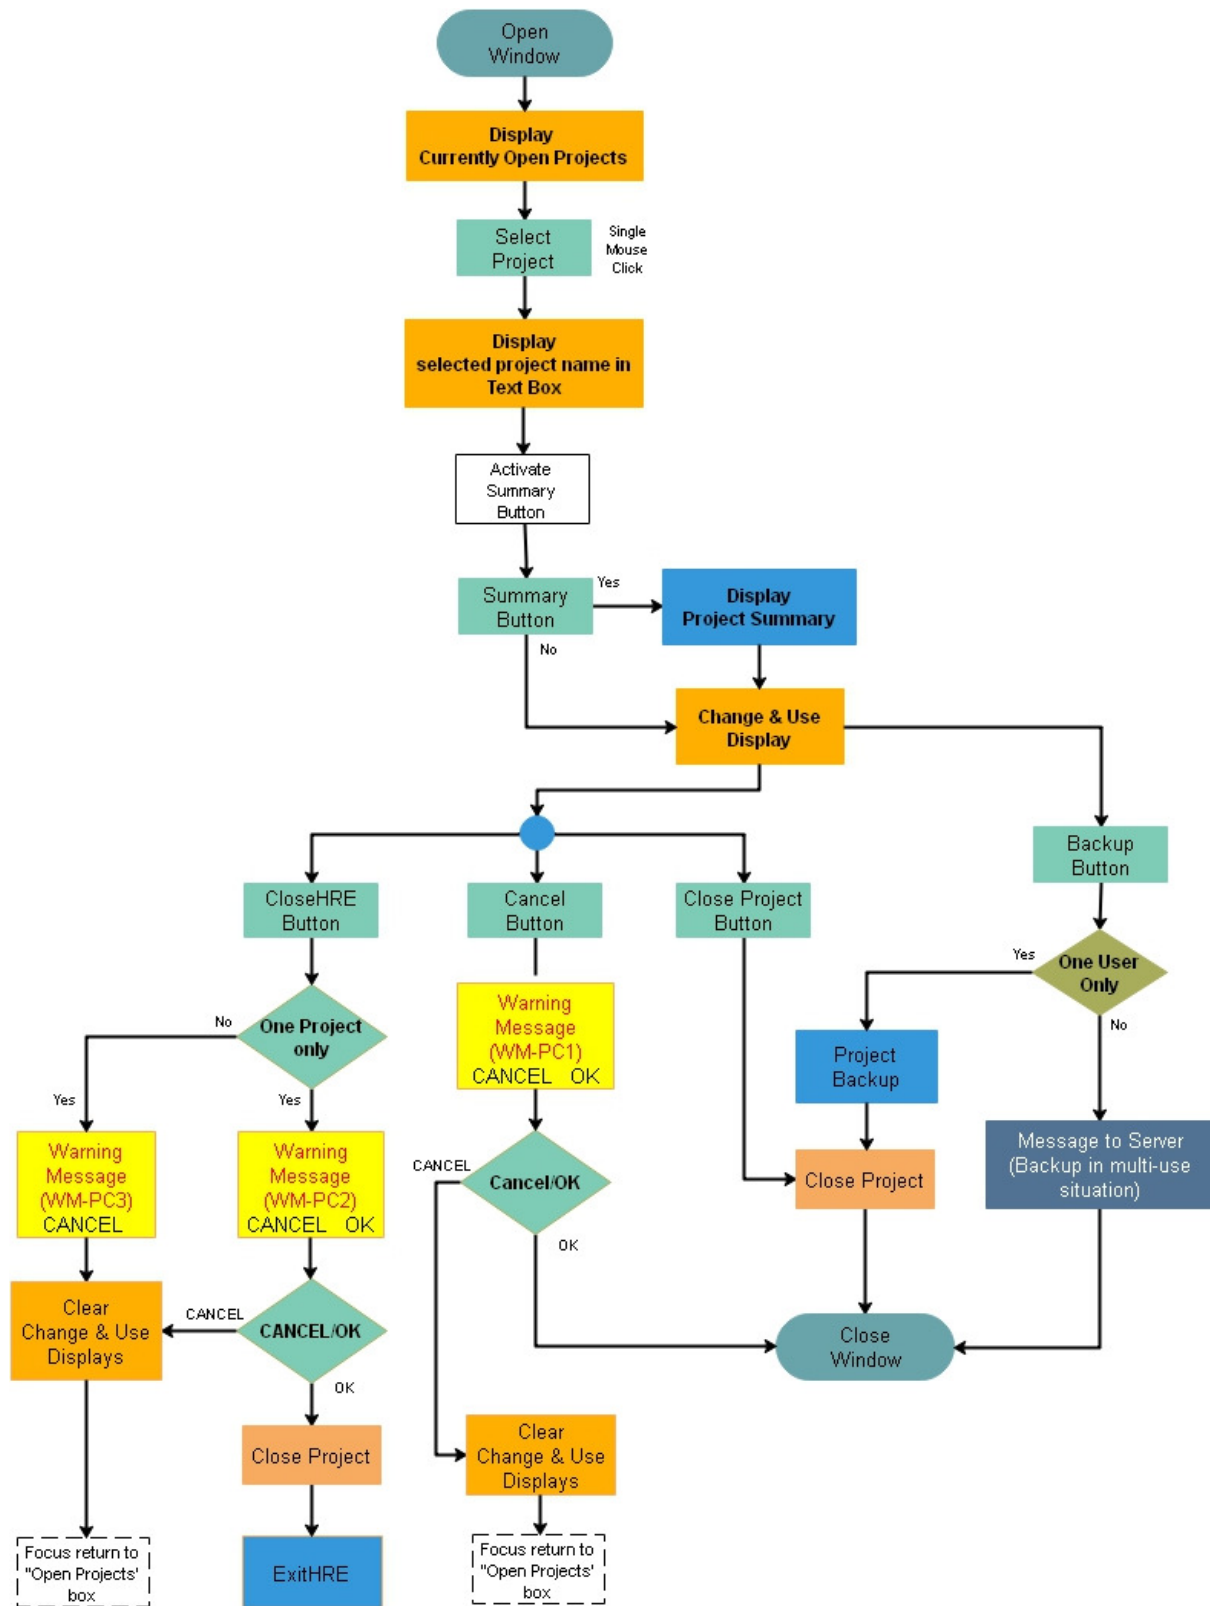 Open
Window
Display
Currently Open Projects
Select
Project
Single
Mouse
Click
Display
selected project name in
Text Box
Activate
Summary
Button
Summary
Button
Yes
No
Display
Project Summary
Change & Use
Display
CloseHRE
Button
Cancel
Button
Close Project
Button
Backup
Button
One Project
only
No
Yes
Yes
Warning
Message
(WM-PC1)
CANCEL OK
One User
Only
Yes
No
Project
Backup
Warning
Message
(WM-PC3)
CANCEL
Warning
Message
(WM-PC2)
CANCEL OK
CANCEL
Cancel/OK
OK
Close Project
Message to Server
(Backup in multi-use
situation)
Clear
Change & Use
Displays
CANCEL
CANCEL/OK
OK
Close
Window
Close Project
Clear
Change & Use
Displays
Focus return to
"Open Projects'
box
ExitHRE
Focus return to
"Open Projects'
box